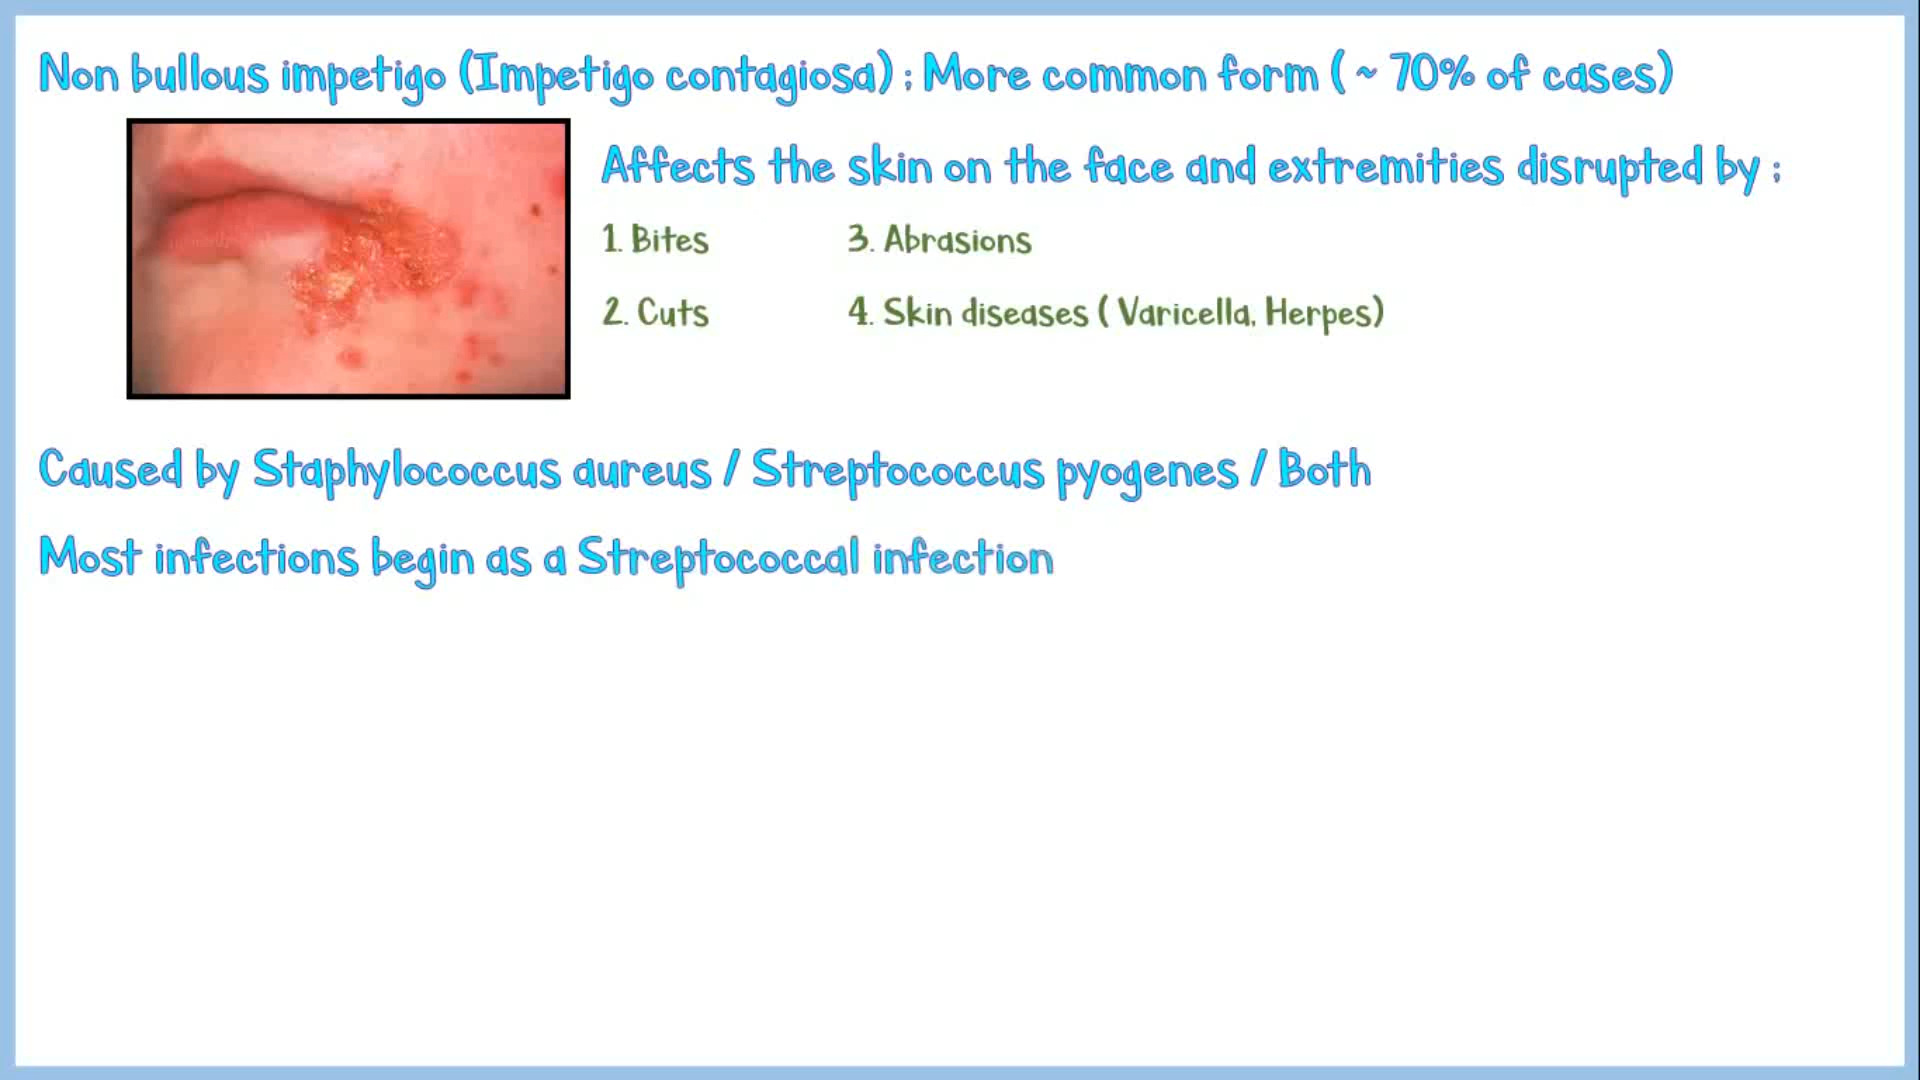 Non bullous impetigo (Impetigo contagiosa) ; More common form ( ~ 70% of cases)
Affects the skin on the face and extremities disrupted by ;
1. Bites
3. Abrasions
2. Cuts
4. Skin diseases ( Varicella, Herpes)
Caused by Staphylococcus aureus / Streptococcus pyogenes / Both
Most infections begin as a Streptococcal infection